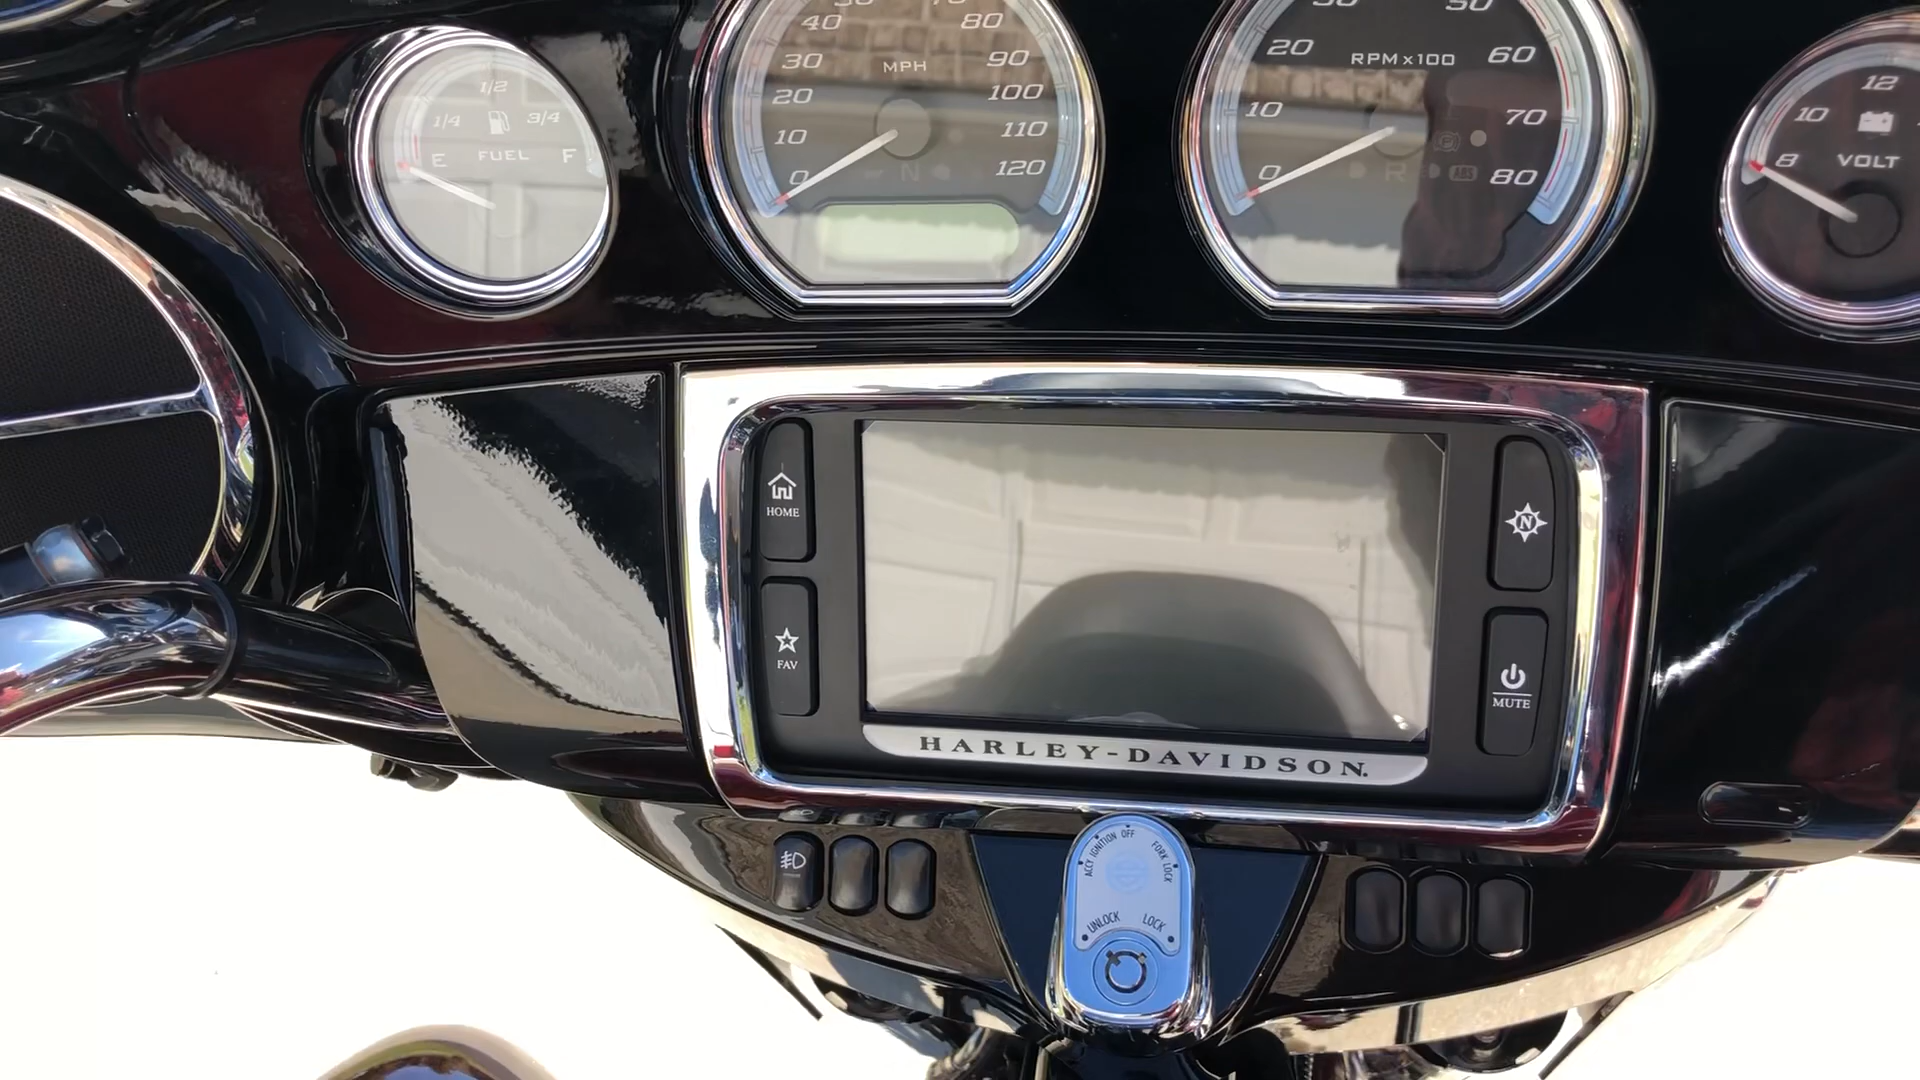 1/2
1/4
3/4
E FUEL F
40
80
30
MPH
90
20
100
10
110
0
N
120
50
20
RPMx100
60
10
70
0
R
ABS
80
12
10
8
VOLT
HOME
N
FAV
MUTE
HARLEY-DAVIDSON.
ACCY IGNITION OFF FORK LOCK
UNLOCK LOCK